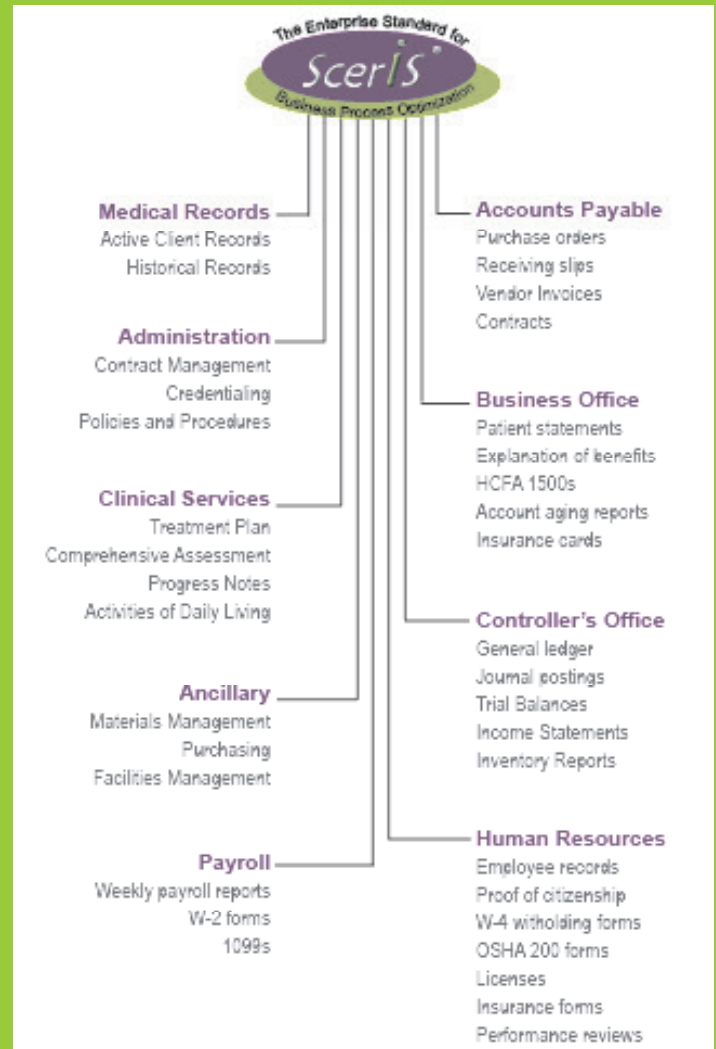 The Enterprise Standard for
SceriS®
Business Process Optimization
Medical Records
Active Client Records
Historical Records
Administration
Contract Management
Credentialing
Policies and Procedures
Clinical Services
Treatment Plan
Comprehensive Assessment
Progress Notes
Activities of Daily Living
Ancillary
Materials Management
Purchasing
Facilities Management
Payroll
Weekly payroll reports
W-2 forms
1099s
Accounts Payable
Purchase orders
Receiving slips
Vendor Invoices
Contracts
Business Office
Patient statements
Explanation of benefits
HCFA 1500s
Account aging reports
Insurance cards
Controller's Office
General ledger
Journal postings
Trial Balances
Income Statements
Inventory Reports
Human Resources
Employee records
Proof of citizenship
W-4 witholding forms
OSHA 200 forms
Licenses
Insurance forms
Performance reviews